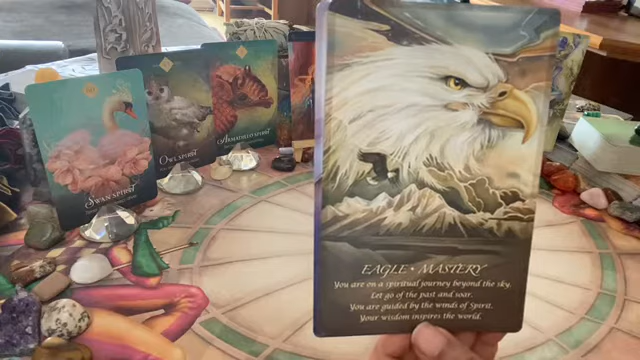 SWAN SPIRIT
OWL SPIRIT
ARMADILLO SPIRIT
EAGLE • MASTERY
You are on a spiritual journey beyond the sky.
Let go of the past and soar.
You are guided by the winds of Spirit.
Your wisdom inspires the world.